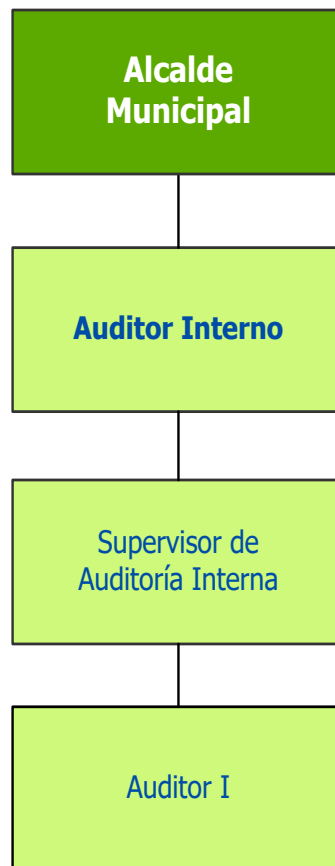 Alcalde
Municipal
Auditor Interno
Supervisor de
Auditoría Interna
Auditor I